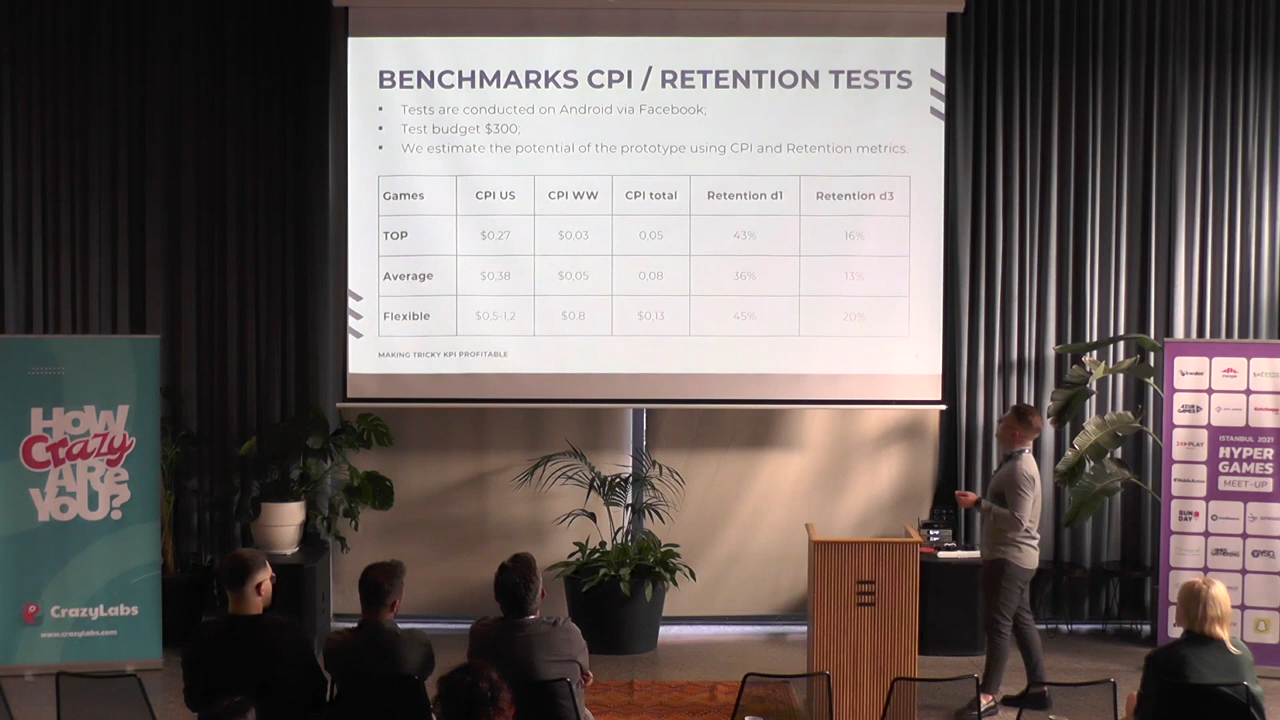 BENCHMARKS CPI / RETENTION TESTS
Tests are conducted on Android via Facebook;
Test budget $300;
We estimate the potential of the prototype using CPI and Retention metrics.
Games CPI US CPI WW CPI total Retention d1 Retention d3
TOP $0,27 $0,03 0,05 43% 16%
Average $0,38 $0,05 0,08 36% 13%
Flexible $0,5-1,2 $0.8 $0,13 45% 20%
MAKING TRICKY KPI PROFITABLE
HOW
Crazy
ARe
YOU?
CrazyLabs
www.crazylabs.com
AZUR GAMES
ISTANBUL 2021
HYPER
GAMES
MEET-UP
SUNDAY